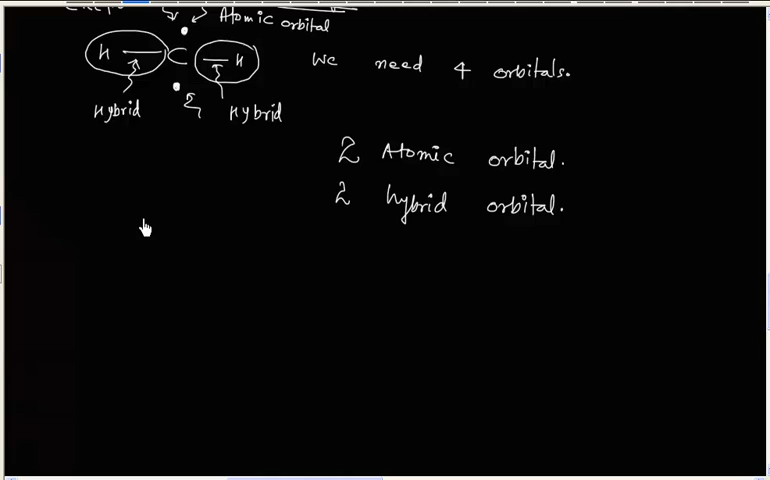 Atomic orbital
H — C — H We need 4 orbitals.
Hybrid Hybrid
2 Atomic orbital.
2 hybrid orbital.